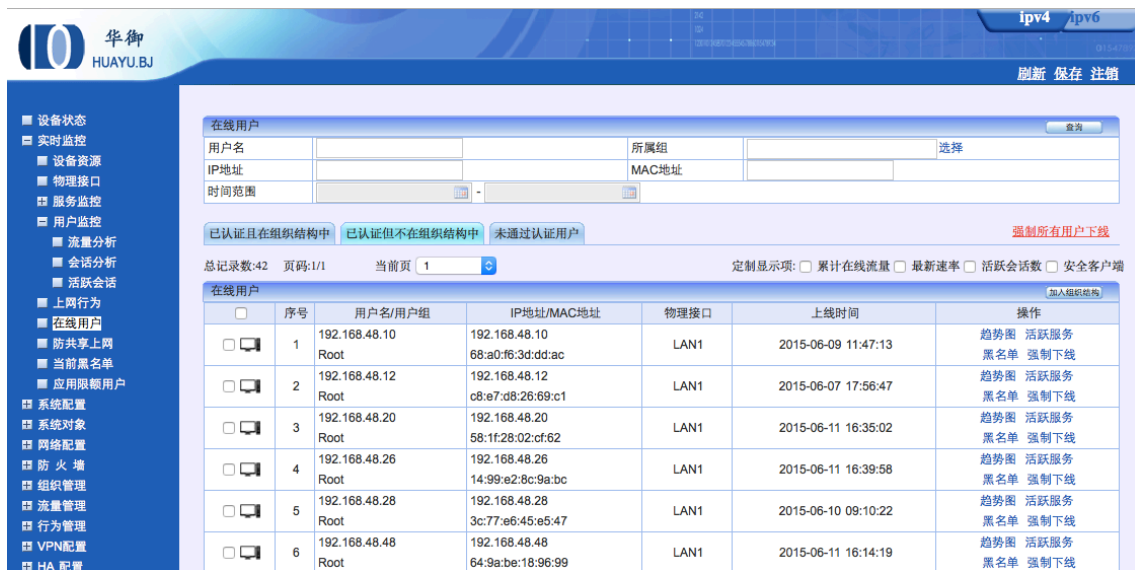 华御
HUAYU.BJ
ipv4 ipv6
刷新 保存 注销
设备状态
实时监控
设备资源
物理接口
服务监控
用户监控
流量分析
会话分析
活跃会话
上网行为
在线用户
防共享上网
当前黑名单
应用限额用户
系统配置
系统对象
网络配置
防 火 墙
组织管理
流量管理
行为管理
VPN配置
HA 配置
在线用户 查询
用户名 所属组 选择
IP地址 MAC地址
时间范围 -
已认证且在组织结构中 已认证但不在组织结构中 未通过认证用户 强制所有用户下线
总记录数:42 页码:1/1 当前页 1 定制显示项: 累计在线流量 最新速率 活跃会话数 安全客户端
在线用户 加入组织结构
序号 用户名/用户组 IP地址/MAC地址 物理接口 上线时间 操作
1 192.168.48.10 192.168.48.10 LAN1 2015-06-09 11:47:13 趋势图 活跃服务
Root 68:a0:f6:3d:dd:ac 黑名单 强制下线
2 192.168.48.12 192.168.48.12 LAN1 2015-06-07 17:56:47 趋势图 活跃服务
Root c8:e7:d8:26:69:c1 黑名单 强制下线
3 192.168.48.20 192.168.48.20 LAN1 2015-06-11 16:35:02 趋势图 活跃服务
Root 58:1f:28:02:cf:62 黑名单 强制下线
4 192.168.48.26 192.168.48.26 LAN1 2015-06-11 16:39:58 趋势图 活跃服务
Root 14:99:e2:8c:9a:bc 黑名单 强制下线
5 192.168.48.28 192.168.48.28 LAN1 2015-06-10 09:10:22 趋势图 活跃服务
Root 3c:77:e6:45:e5:47 黑名单 强制下线
6 192.168.48.48 192.168.48.48 LAN1 2015-06-11 16:14:19 趋势图 活跃服务
Root 64:9a:be:18:96:99 黑名单 强制下线